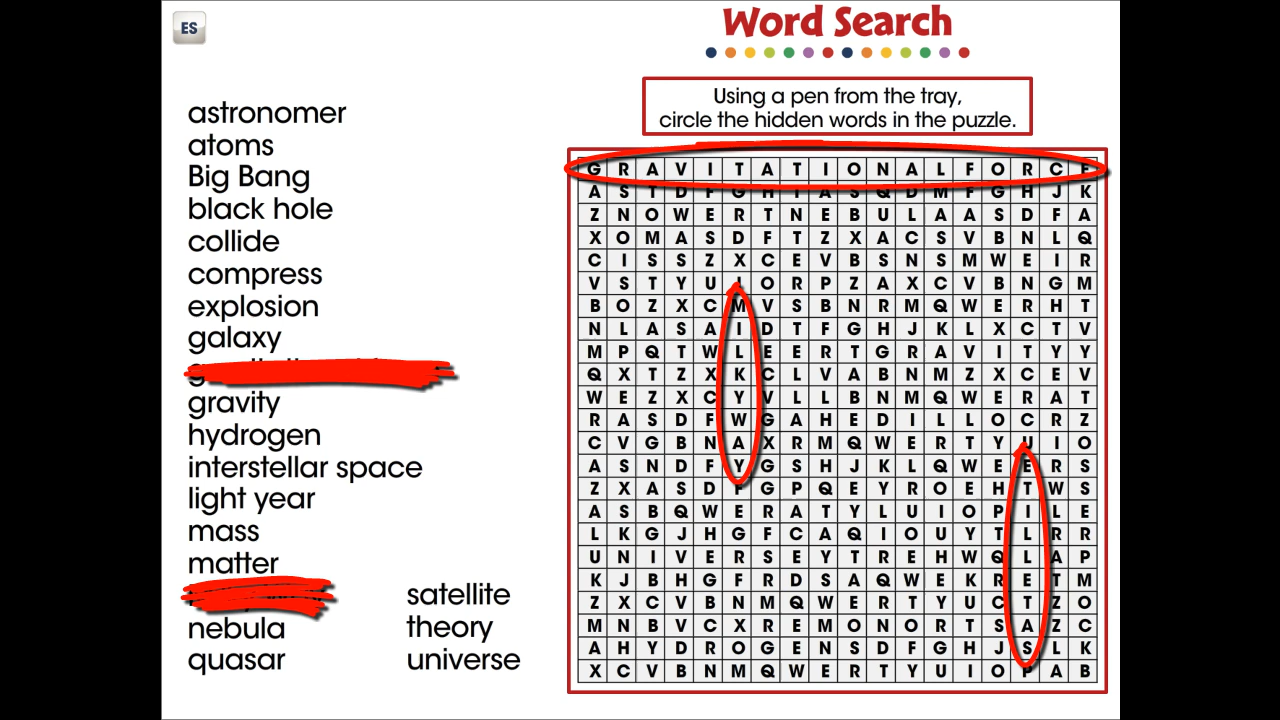 ES
Word Search
Using a pen from the tray,
circle the hidden words in the puzzle.
astronomer
atoms
Big Bang
black hole
collide
compress
explosion
galaxy
gravity
hydrogen
interstellar space
light year
mass
matter
nebula
quasar
satellite
theory
universe
G R A V I T A T I O N A L F O R C E
A S T D F G H I A S Q D M F G H J K
Z N O W E R T N E B U L A A S D F A
X O M A S D F T Z X A C S V B N L Q
C I S S Z X C E V B S N S M W E I R
V S T Y U I O R P Z A X C V B N G M
B O Z X C M V S B N R M Q W E R H T
N L A S A I D T F G H J K L X C T V
M P Q T W L E E R T G R A V I T Y Y
Q X T Z X K C L V A B N M Z X C E V
W E Z X C Y V L L B N M Q W E R A T
R A S D F W G A H E D I L L O C R Z
C V G B N A X R M Q W E R T Y U I O
A S N D F Y G S H J K L Q W E E R S
Z X A S D F G P Q E Y R O E H T W S
A S B Q W E R A T Y L U I O P I L E
L K G J H G F C A Q I O U Y T L R R
U N I V E R S E Y T R E H W Q L A P
K J B H G F R D S A Q W E K R E T M
Z X C V B N M Q W E R T Y U C T Z O
M N B V C X R E M O N O R T S A Z C
A H Y D R O G E N S D F G H J S L K
X C V B N M Q W E R T Y U I O P A B